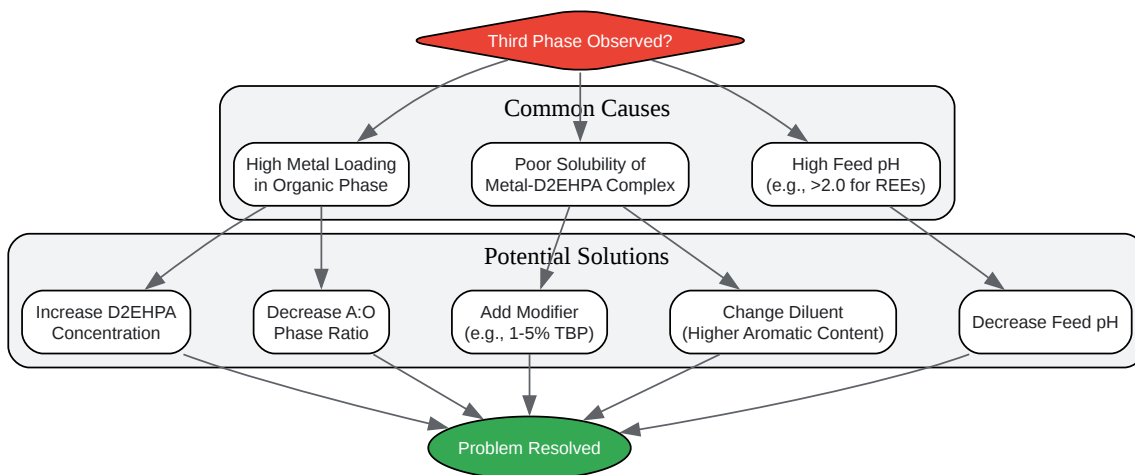 Third Phase Observed?
Common Causes
High Metal Loading
in Organic Phase
Poor Solubility of
Metal-D2EHPA Complex
High Feed pH
(e.g., >2.0 for REEs)
Potential Solutions
Increase D2EHPA
Concentration
Decrease A:O
Phase Ratio
Add Modifier
(e.g., 1-5% TBP)
Change Diluent
(Higher Aromatic Content)
Decrease Feed pH
Problem Resolved